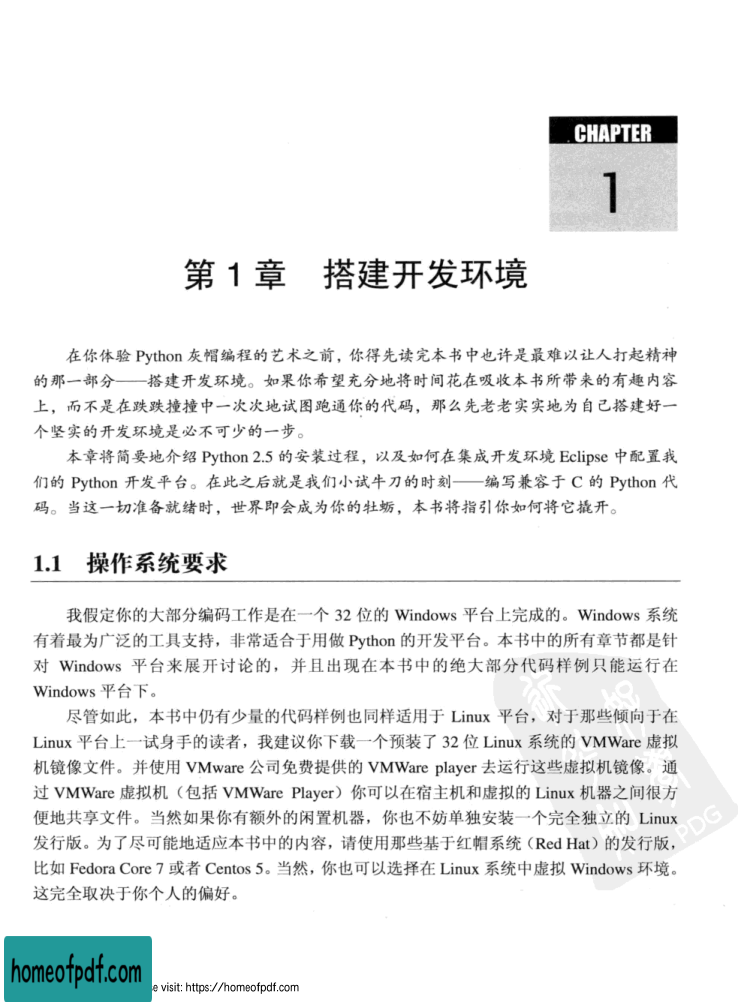 CHAPTER
1
第 1 章 搭建开发环境
在你体验 Python 灰帽编程的艺术之前，你得先读完本书中也许是最难以让人打起精神
的那一部分——搭建开发环境。如果你希望充分地将时间花在吸收本书所带来的有趣内容
上，而不是在跌跌撞撞中一次次地试图跑通你的代码，那么先老老实实地为自己搭建好一
个坚实的开发环境是必不可少的一步。
本章将简要地介绍 Python 2.5 的安装过程，以及如何在集成开发环境 Eclipse 中配置我
们的 Python 开发平台。在此之后就是我们小试牛刀的时刻——编写兼容于 C 的 Python 代
码。当这一切准备就绪时，世界即会成为你的牡蛎，本书将指引你如何将它撬开。
1.1 操作系统要求
我假定你的大部分编码工作是在一个 32 位的 Windows 平台上完成的。Windows 系统
有着最为广泛的工具支持，非常适合于用做 Python 的开发平台。本书中的所有章节都是针
对 Windows 平台来展开讨论的，并且出现在本书中的绝大部分代码样例只能运行在
Windows 平台下。
尽管如此，本书中仍有少量的代码样例也同样适用于 Linux 平台，对于那些倾向于在
Linux 平台上一试身手的读者，我建议你下载一个预装了 32 位 Linux 系统的 VMWare 虚拟
机镜像文件。并使用 VMware 公司免费提供的 VMWare player 去运行这些虚拟机镜像。通
过 VMWare 虚拟机（包括 VMWare Player）你可以在宿主机和虚拟的 Linux 机器之间很方
便地共享文件。当然如果你有额外的闲置机器，你也不妨单独安装一个完全独立的 Linux
发行版。为了尽可能地适应本书中的内容，请使用那些基于红帽系统（Red Hat）的发行版，
比如 Fedora Core 7 或者 Centos 5。当然，你也可以选择在 Linux 系统中虚拟 Windows 环境。
这完全取决于你个人的偏好。
PDG
homeofpdf.com
e visit: https://homeofpdf.com